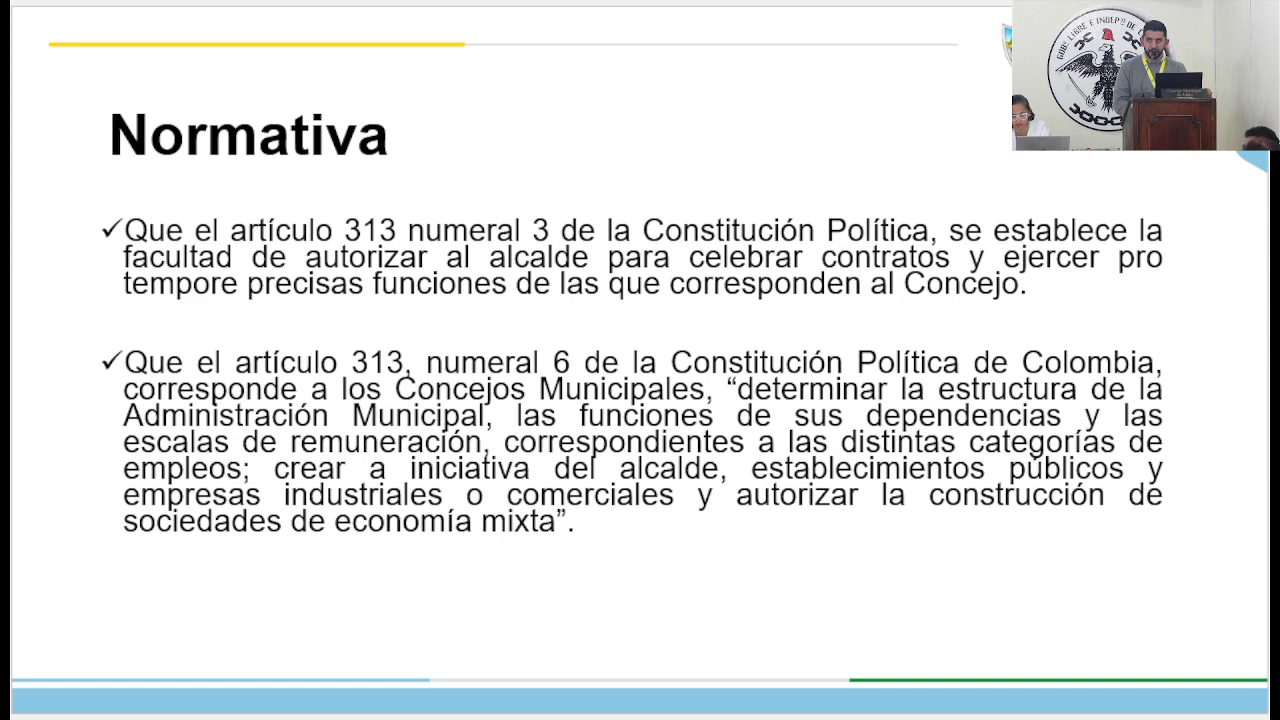 Normativa
✓Que el artículo 313 numeral 3 de la Constitución Política, se establece la
facultad de autorizar al alcalde para celebrar contratos y ejercer pro
tempore precisas funciones de las que corresponden al Concejo.
✓Que el artículo 313, numeral 6 de la Constitución Política de Colombia,
corresponde a los Concejos Municipales, “determinar la estructura de la
Administración Municipal, las funciones de sus dependencias y las
escalas de remuneración, correspondientes a las distintas categorías de
empleos; crear a iniciativa del alcalde, establecimientos públicos y
empresas industriales o comerciales y autorizar la construcción de
sociedades de economía mixta”.
LIBRE E INDEP
Concejo Municipal